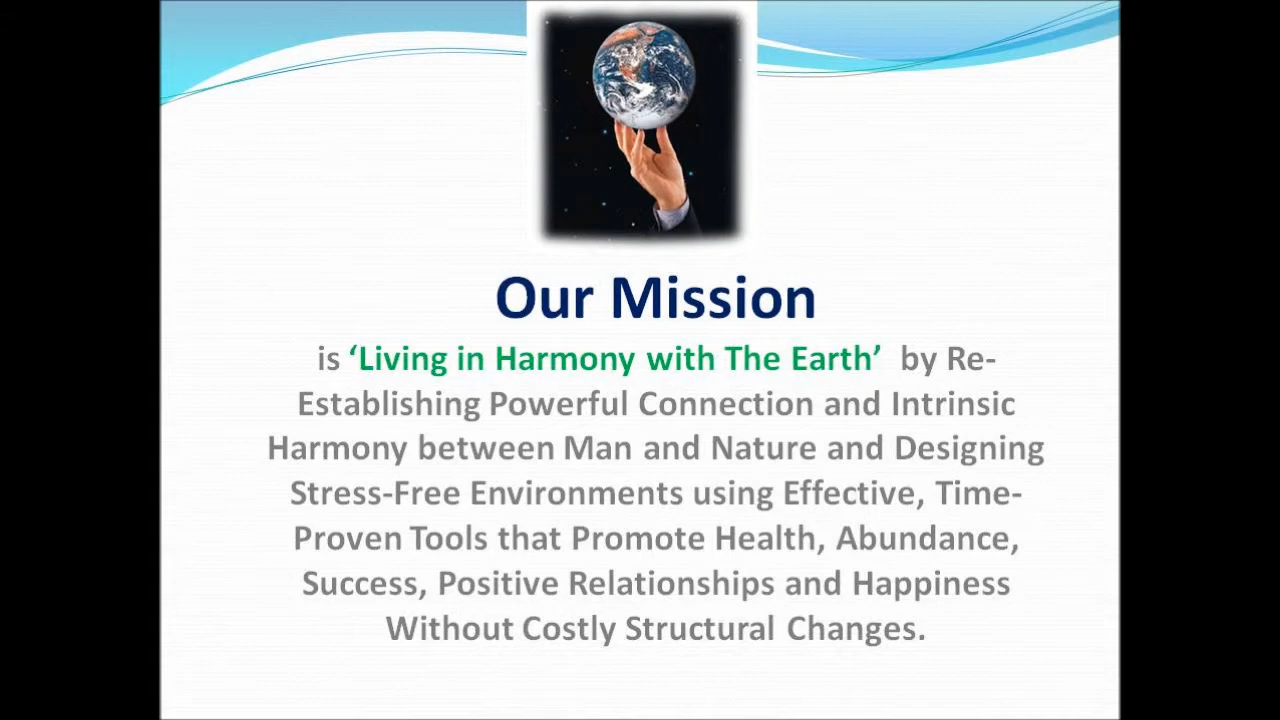 Our Mission
is ‘Living in Harmony with The Earth’ by Re-
Establishing Powerful Connection and Intrinsic
Harmony between Man and Nature and Designing
Stress-Free Environments using Effective, Time-
Proven Tools that Promote Health, Abundance,
Success, Positive Relationships and Happiness
Without Costly Structural Changes.